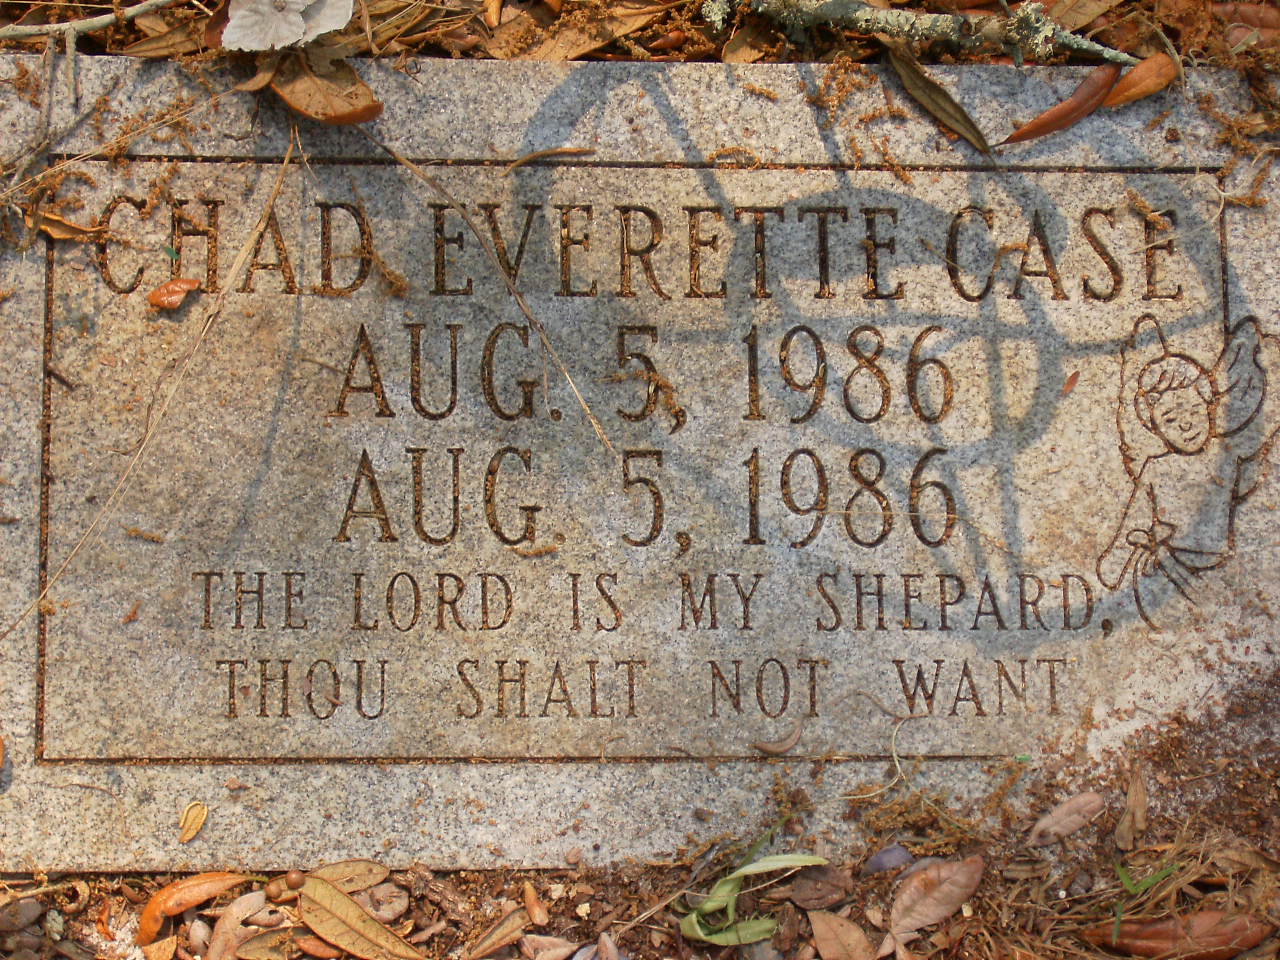 CHAD EVERETTE CASE
AUG. 5, 1986
AUG. 5, 1986
THE LORD IS MY SHEPARD,
THOU SHALT NOT WANT